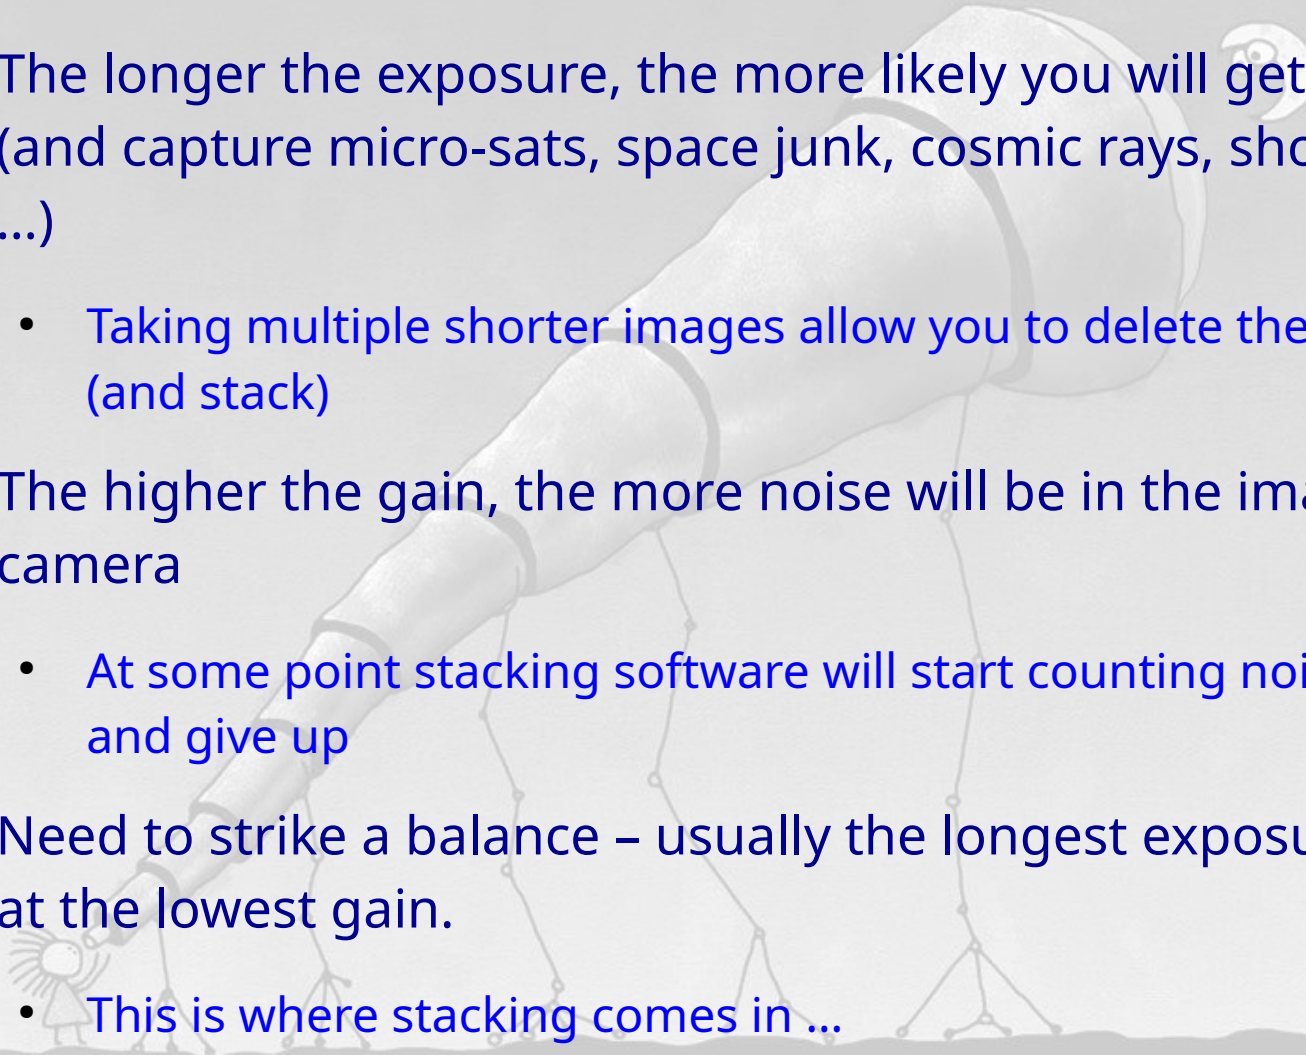 The longer the exposure, the more likely you will get
(and capture micro-sats, space junk, cosmic rays,
…)
• Taking multiple shorter images allow you to delete the
(and stack)
The higher the gain, the more noise will be in the
camera
• At some point stacking software will start counting
and give up
Need to strike a balance – usually the longest
at the lowest gain.
• This is where stacking comes in …